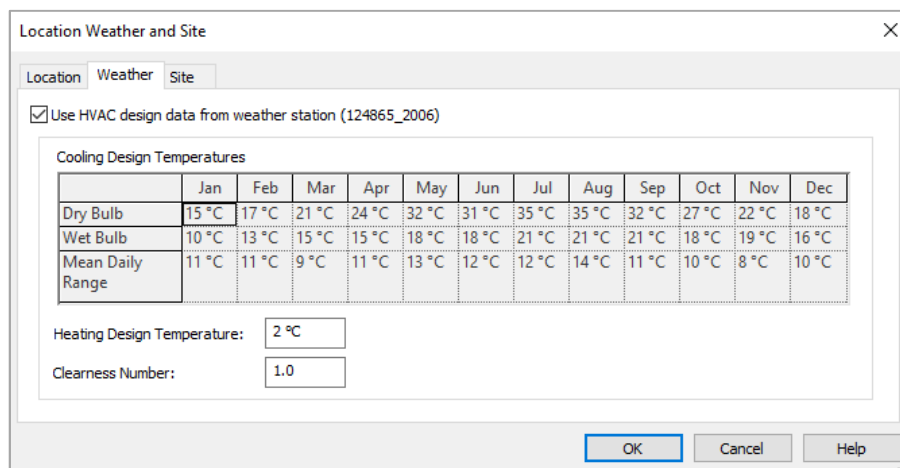 Location Weather and Site
Location Weather Site
Use HVAC design data from weather station (124865_2006)
Cooling Design Temperatures
Jan Feb Mar Apr May Jun Jul Aug Sep Oct Nov Dec
Dry Bulb 15 °C 17 °C 21 °C 24 °C 32 °C 31 °C 35 °C 35 °C 32 °C 27 °C 22 °C 18 °C
Wet Bulb 10 °C 13 °C 15 °C 15 °C 18 °C 18 °C 21 °C 21 °C 21 °C 18 °C 19 °C 16 °C
Mean Daily 11 °C 11 °C 9 °C 11 °C 13 °C 12 °C 12 °C 14 °C 11 °C 10 °C 8 °C 10 °C
Range
Heating Design Temperature: 2 ºC
Clearness Number: 1.0
OK Cancel Help